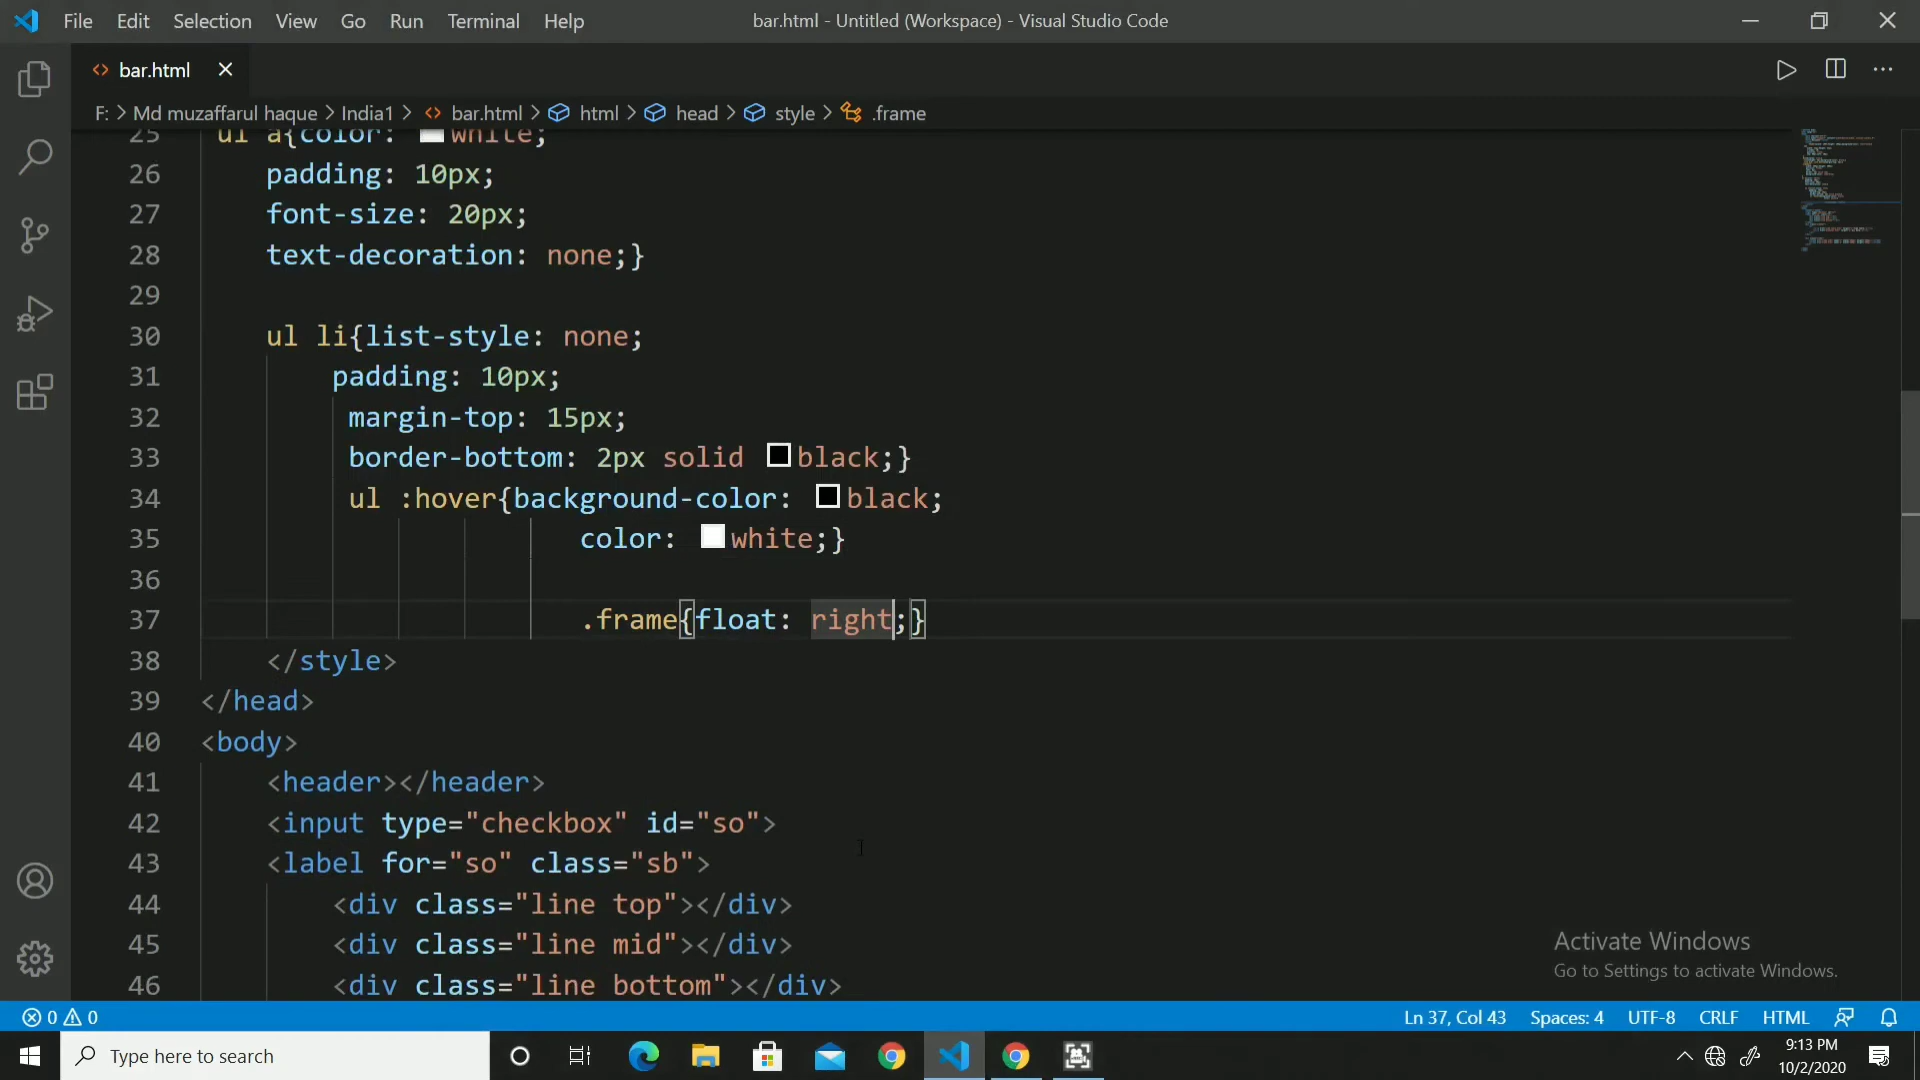 File Edit Selection View Go Run Terminal Help bar.html - Untitled (Workspace) - Visual Studio Code
bar.html
F: > Md muzaffarul haque > India1 > bar.html > html > head > style > .frame
25 ul a{color: white;
26 padding: 10px;
27 font-size: 20px;
28 text-decoration: none;}
29
30 ul li{list-style: none;
31 padding: 10px;
32 margin-top: 15px;
33 border-bottom: 2px solid black;}
34 ul :hover{background-color: black;
35 color: white;}
36
37 .frame{float: right;}
38 </style>
39 </head>
40 <body>
41 <header></header>
42 <input type="checkbox" id="so">
43 <label for="so" class="sb">
44 <div class="line top"></div>
45 <div class="line mid"></div>
46 <div class="line bottom"></div>
Activate Windows
Go to Settings to activate Windows.
0 0 Ln 37, Col 43 Spaces: 4 UTF-8 CRLF HTML
Type here to search
9:13 PM
10/2/2020